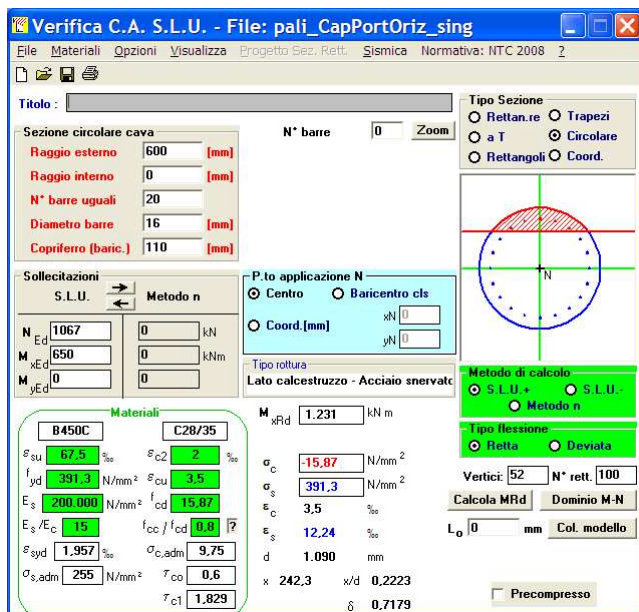 Verifica C.A. S.L.U. - File: pali_CapPortOriz_sing
File Materiali Opzioni Visualizza Progetto Sez. Rett. Sismica Normativa: NTC 2008 ?
Titolo :
Tipo Sezione
Rettan.re Trapezi
a T Circolare
Rettangoli Coord.
Sezione circolare cava
Raggio esterno 600 [mm]
Raggio interno 0 [mm]
N° barre uguali 20
Diametro barre 16 [mm]
Copriferro (baric.) 110 [mm]
N° barre 0 Zoom
N
Sollecitazioni
S.L.U. Metodo n
N Ed 1067 0 kN
M xEd 650 0 kNm
M yEd 0 0
P.to applicazione N
Centro Baricentro cls
Coord.[mm] xN 0
yN 0
Tipo rottura
Lato calcestruzzo - Acciaio snervato
Metodo di calcolo
S.L.U.+ S.L.U.-
Metodo n
Tipo flessione
Retta Deviata
Vertici: 52 N° rett. 100
Calcola MRd Dominio M-N
L₀ 0 mm Col. modello
Precompresso
Materiali
B450C C28/35
ε su 67,5 ‰ ε c2 2 ‰
f yd 391,3 N/mm² ε cu 3,5
E s 200.000 N/mm² f cd 15,87
E s /E c 15 f cc / f cd 0,8 ?
ε syd 1,957 ‰ σ c,adm 9,75
σ s,adm 255 N/mm² τ co 0,6
τ c1 1,829
M xRd 1.231 kN m
σ c -15,87 N/mm²
σ s 391,3 N/mm²
ε c 3,5 ‰
ε s 12,24 ‰
d 1.090 mm
x 242,3 x/d 0,2223
δ 0,7179